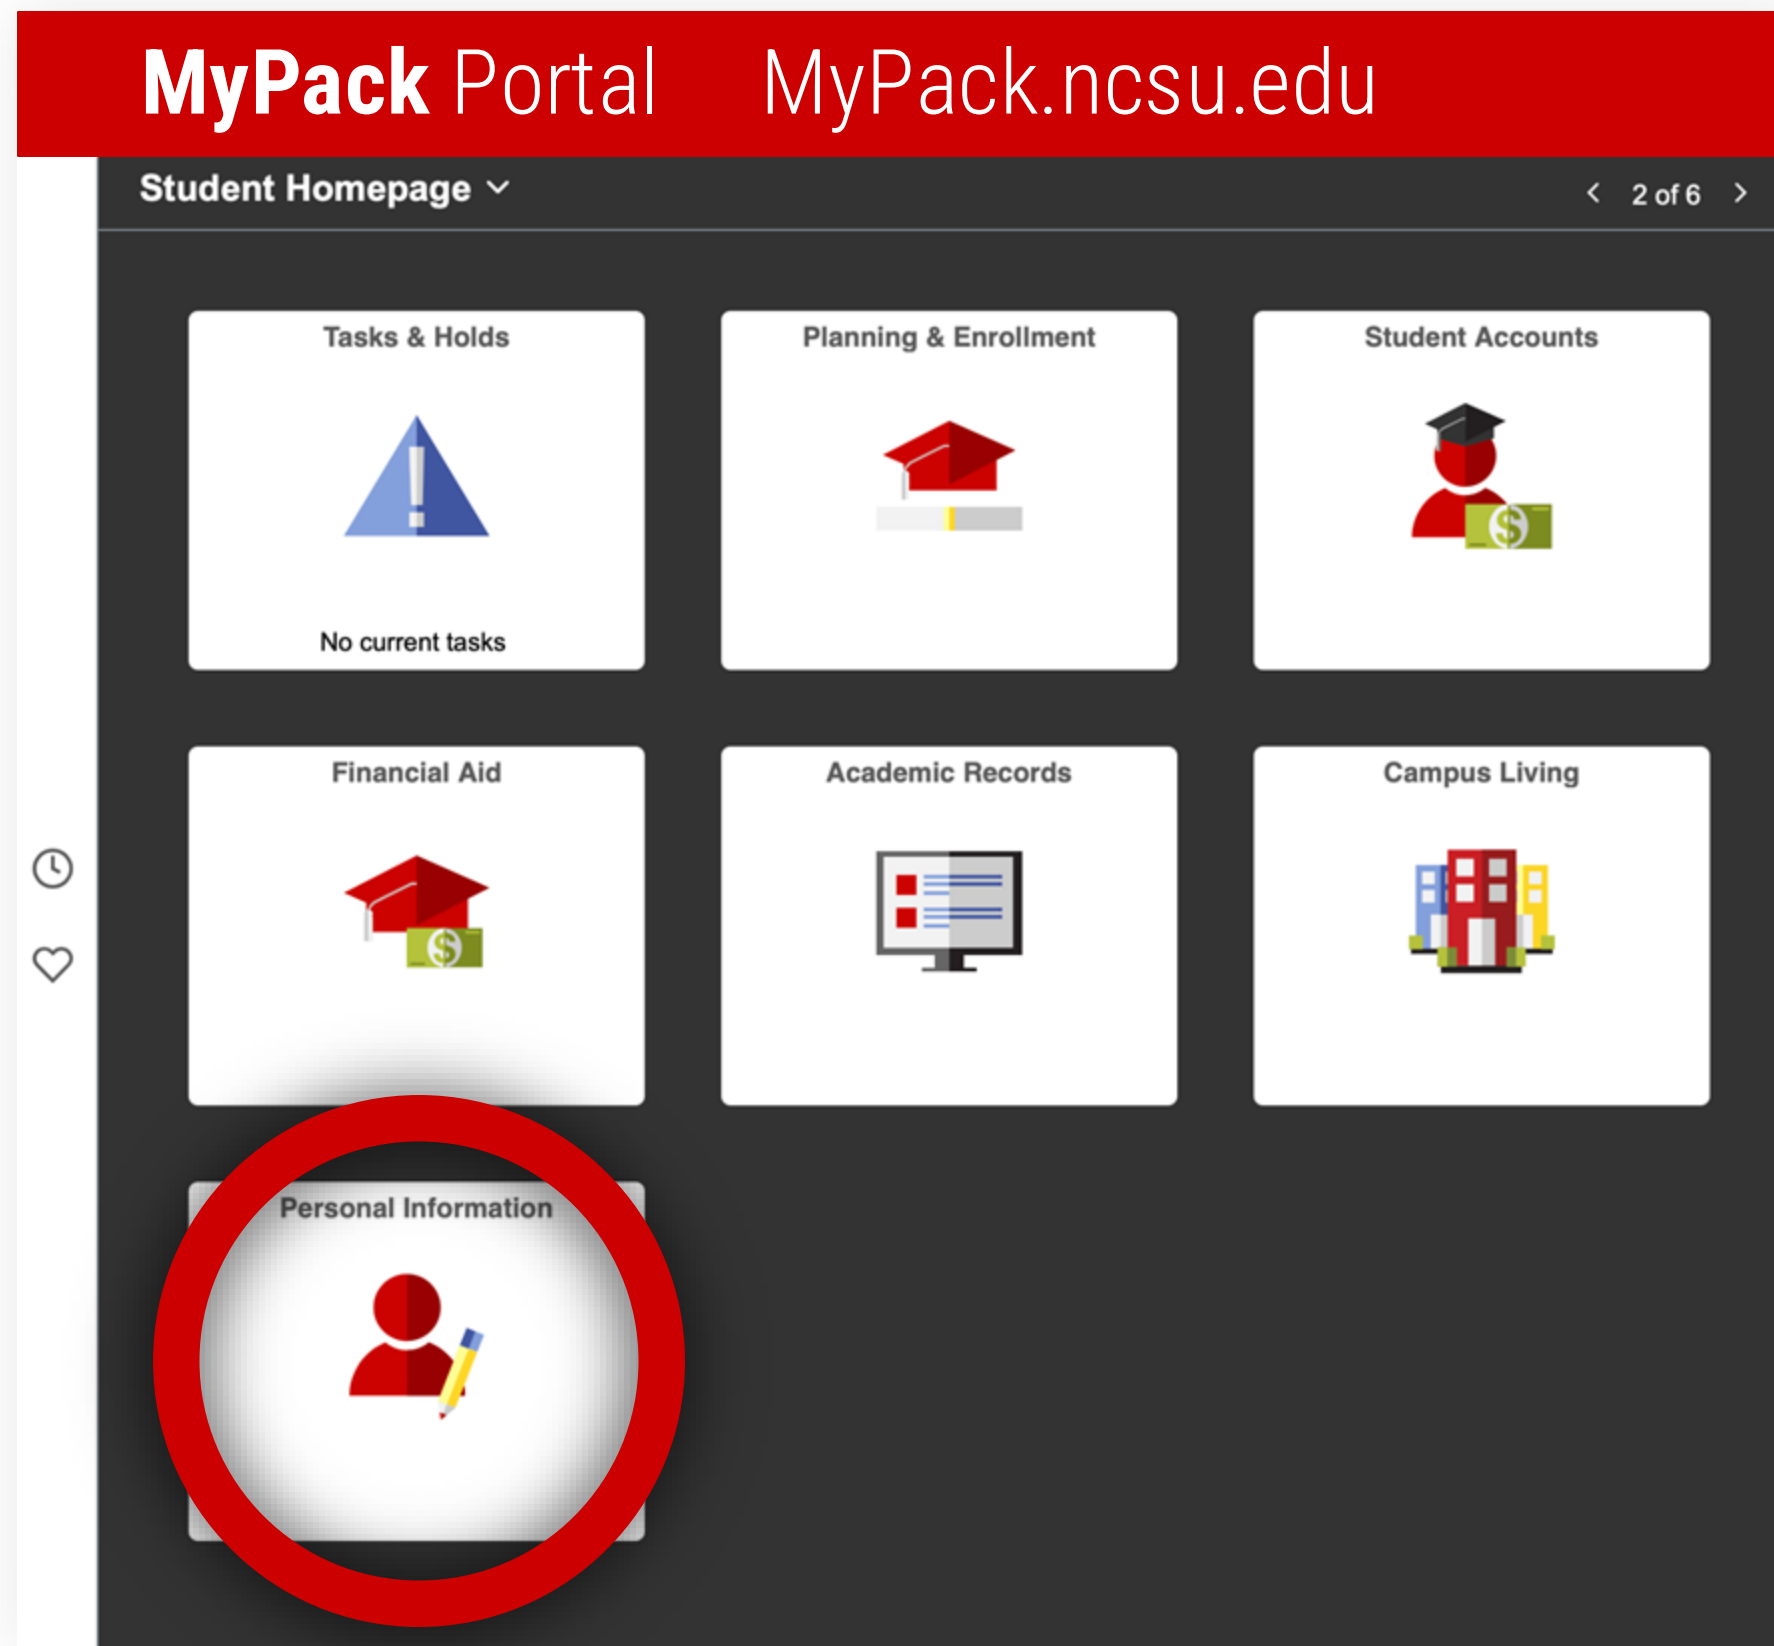 MyPack Portal MyPack.ncsu.edu
Student Homepage 2 of 6
Tasks & Holds Planning & Enrollment Student Accounts
No current tasks
Financial Aid Academic Records Campus Living
Personal Information